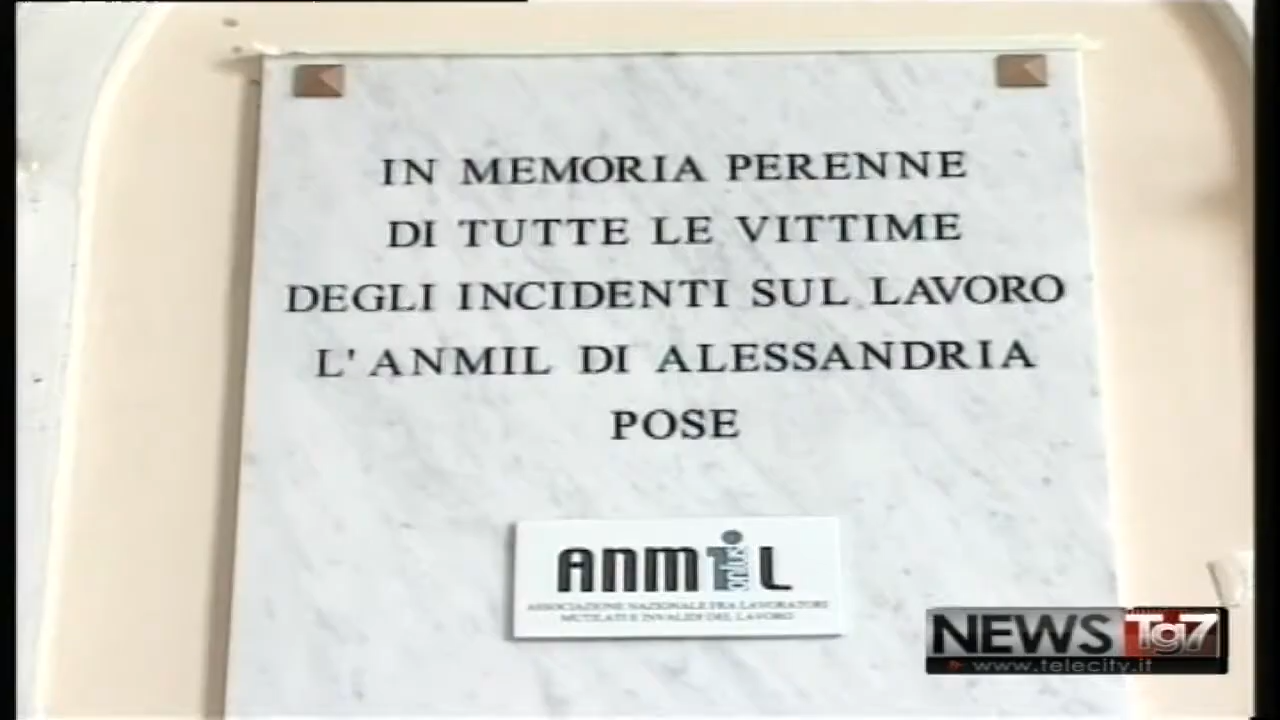 IN MEMORIA PERENNE
DI TUTTE LE VITTIME
DEGLI INCIDENTI SUL LAVORO
L'ANMIL DI ALESSANDRIA
POSE
ANMIL
onlus
ASSOCIAZIONE NAZIONALE FRA LAVORATORI
MUTILATI E INVALIDI DEL LAVORO
NEWS Tg7
www.telecity.it